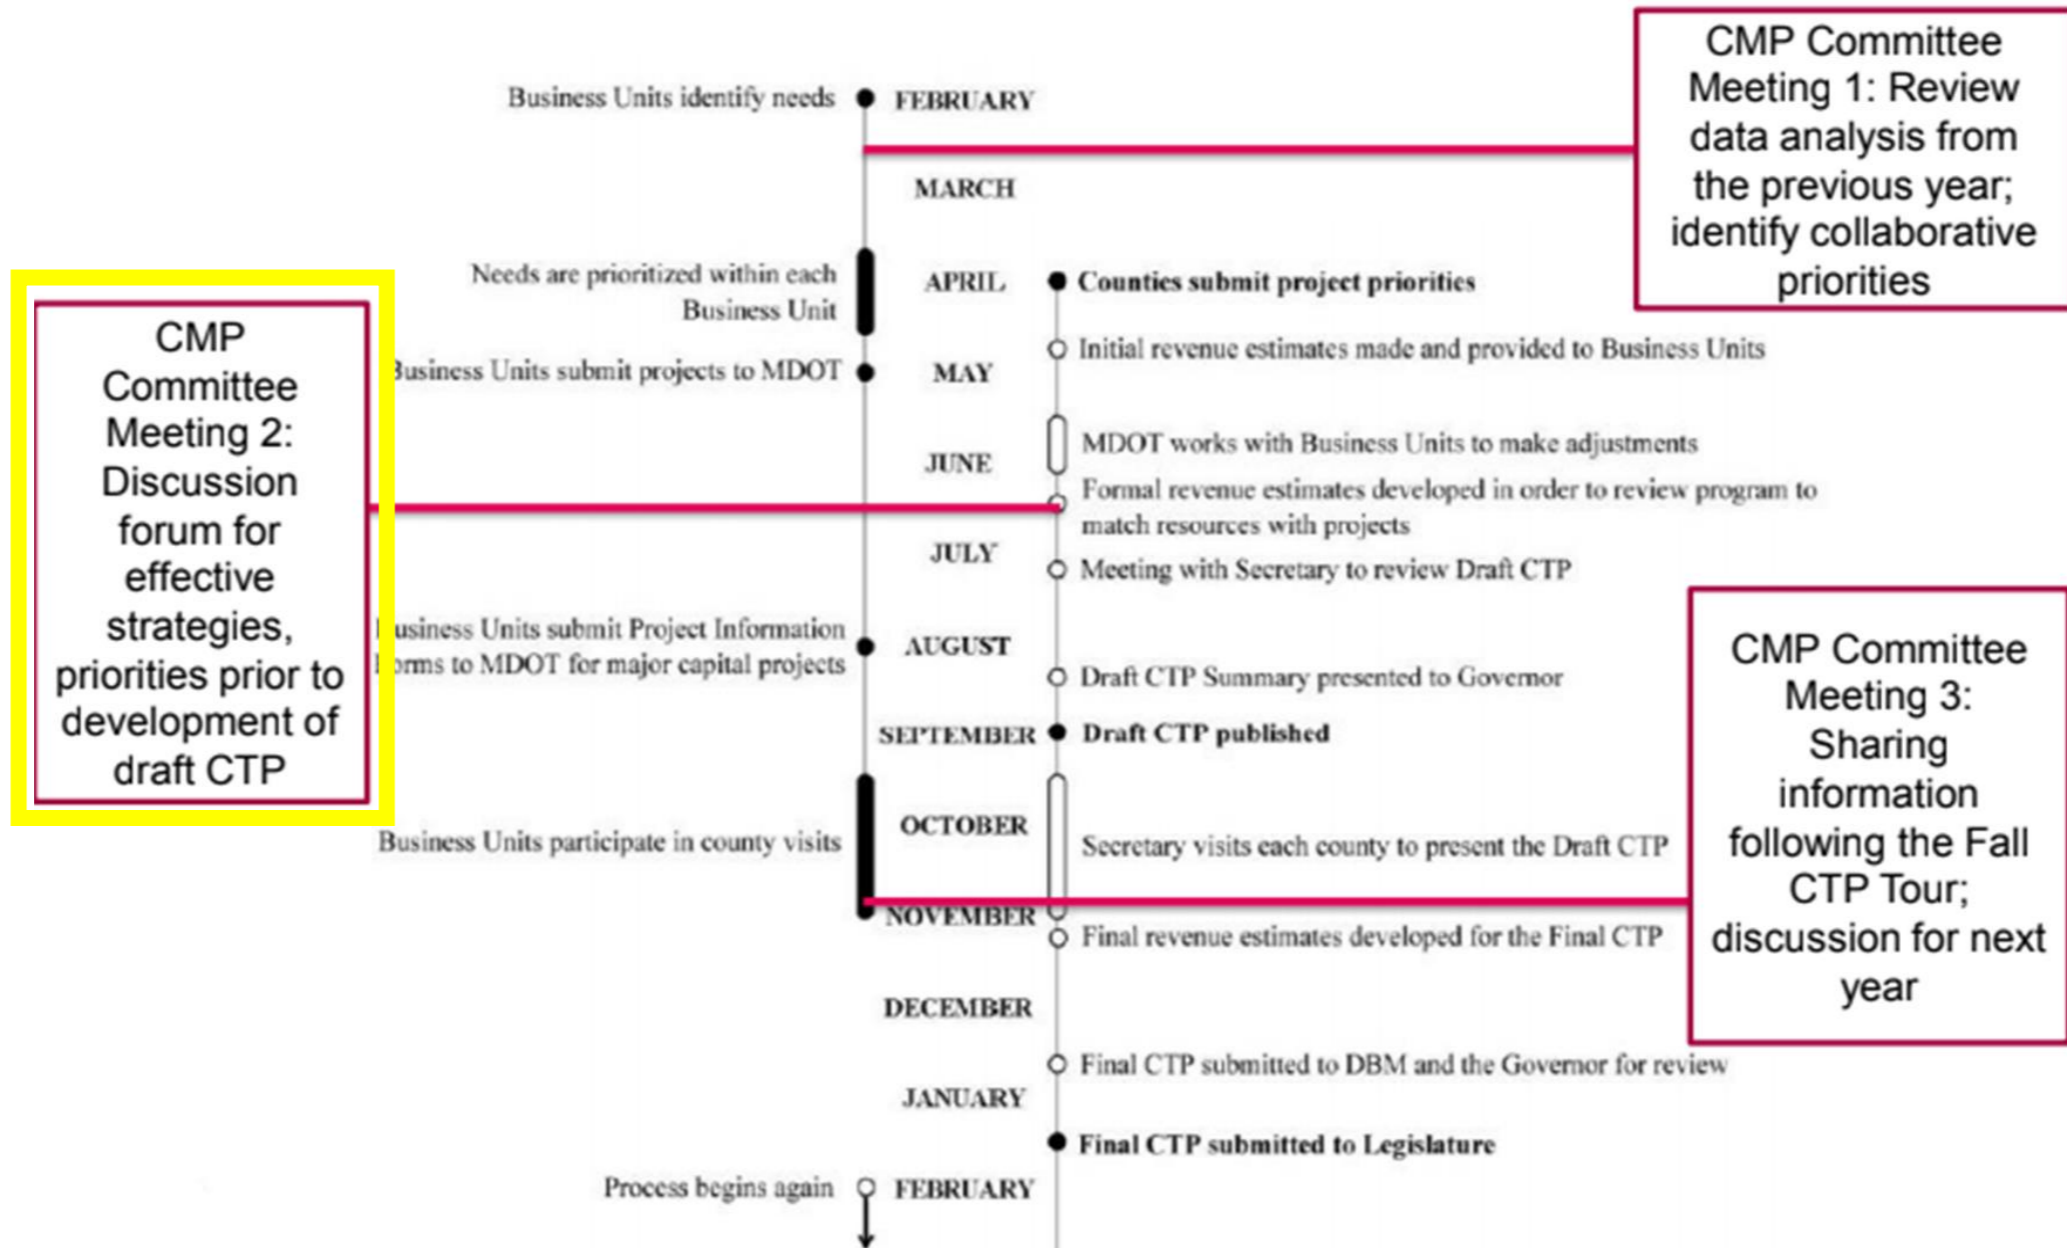 CMP Committee
Meeting 1: Review
data analysis from
the previous year;
identify collaborative
priorities
Business Units identify needs
FEBRUARY
MARCH
Needs are prioritized within each
Business Unit
APRIL
Counties submit project priorities
Initial revenue estimates made and provided to Business Units
CMP
Committee
Meeting 2:
Discussion
forum for
effective
strategies,
priorities prior to
development of
draft CTP
Business Units submit projects to MDOT
MAY
MDOT works with Business Units to make adjustments
JUNE
Formal revenue estimates developed in order to review program to
match resources with projects
JULY
Meeting with Secretary to review Draft CTP
usiness Units submit Project Information
orms to MDOT for major capital projects
AUGUST
Draft CTP Summary presented to Governor
SEPTEMBER
Draft CTP published
CMP Committee
Meeting 3:
Sharing
information
following the Fall
CTP Tour;
discussion for next
year
OCTOBER
Business Units participate in county visits
Secretary visits each county to present the Draft CTP
NOVEMBER
Final revenue estimates developed for the Final CTP
DECEMBER
Final CTP submitted to DBM and the Governor for review
JANUARY
Final CTP submitted to Legislature
Process begins again
FEBRUARY